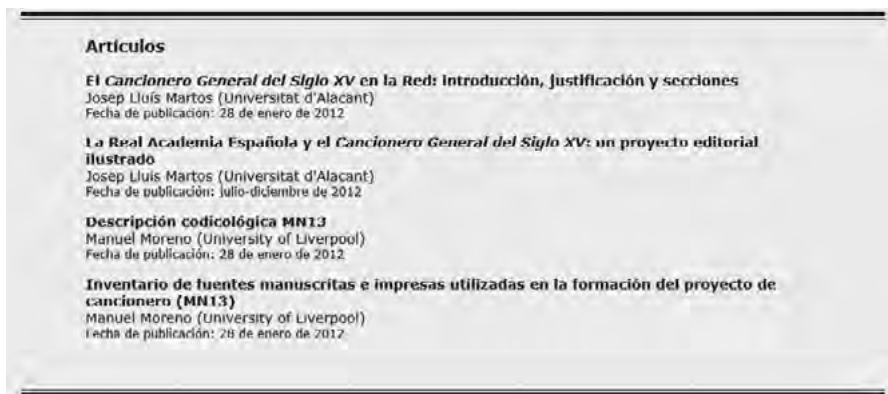 Artículos
El Cancionero General del Siglo XV en la Red: introducción, justificación y secciones
Josep Lluís Martos (Universitat d'Alacant)
Fecha de publicación: 28 de enero de 2012
La Real Academia Española y el Cancionero General del Siglo XV: un proyecto editorial
ilustrado
Josep Lluis Martos (Universitat d'Alacant)
Fecha de publicación: julio-diciembre de 2012
Descripción codicológica MN13
Manuel Moreno (University of Liverpool)
Fecha de publicación: 28 de enero de 2012
Inventario de fuentes manuscritas e impresas utilizadas en la formación del proyecto de
cancionero (MN13)
Manuel Moreno (University of Liverpool)
Fecha de publicación: 28 de enero de 2012